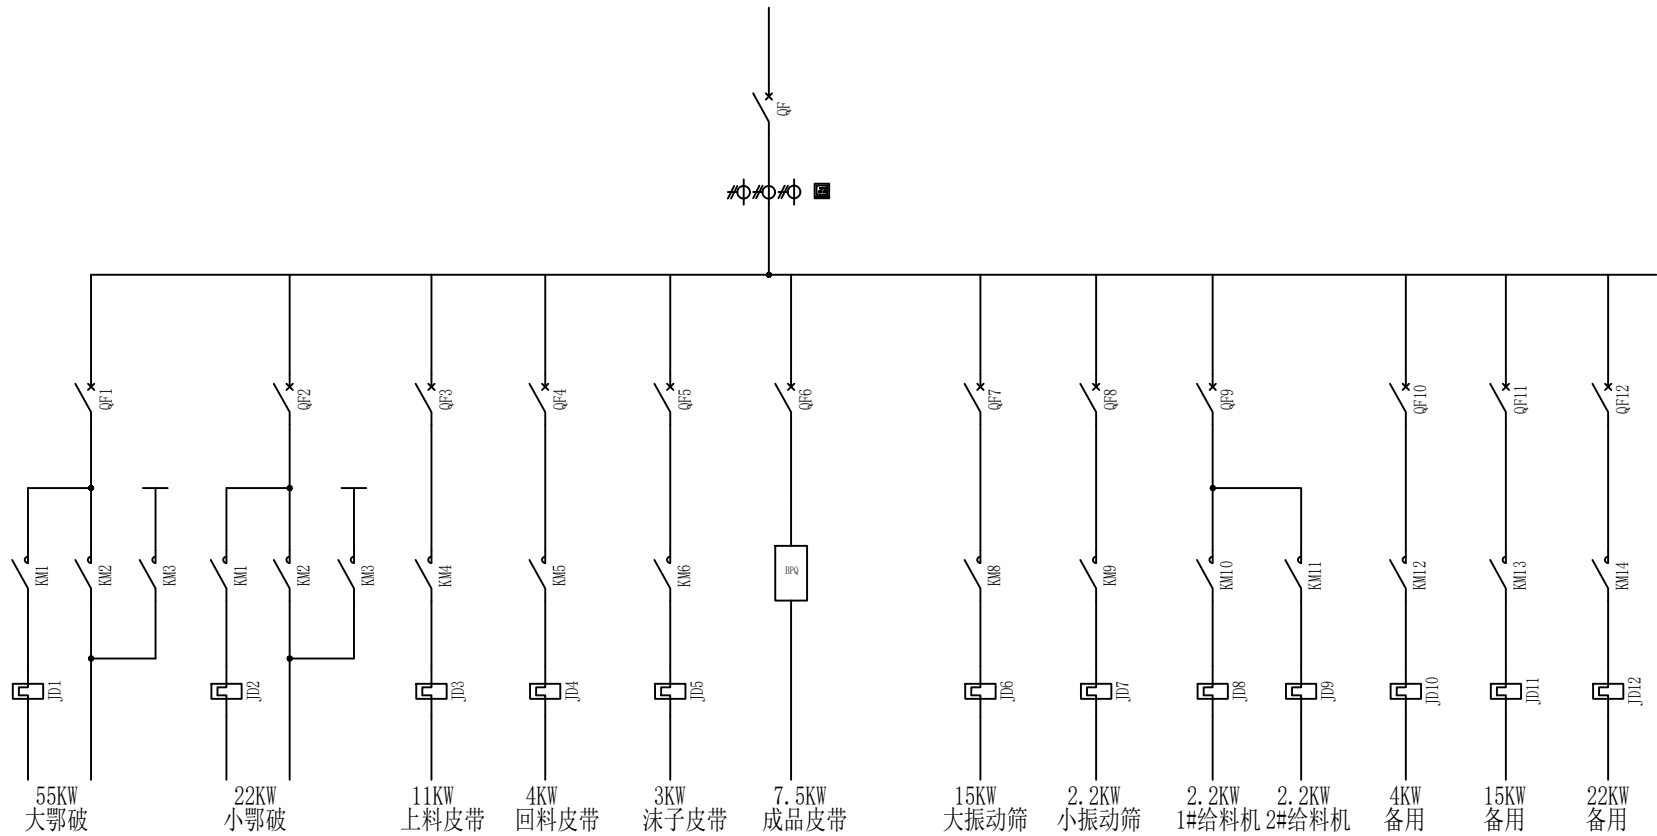 QF
QF1
QF2
QF3
QF4
QF5
QF6
QF7
QF8
QF9
QF10
QF11
QF12
KM1
KM2
KM3
KM1
KM2
KM3
KM4
KM5
KM6
BPQ
KM8
KM9
KM10
KM11
KM12
KM13
KM14
JD1
JD2
JD3
JD4
JD5
JD6
JD7
JD8
JD9
JD10
JD11
JD12
55KW
大鄂破
22KW
小鄂破
11KW
上料皮带
4KW
回料皮带
3KW
沫子皮带
7.5KW
成品皮带
15KW
大振动筛
2.2KW
小振动筛
2.2KW
1#给料机
2.2KW
2#给料机
4KW
备用
15KW
备用
22KW
备用